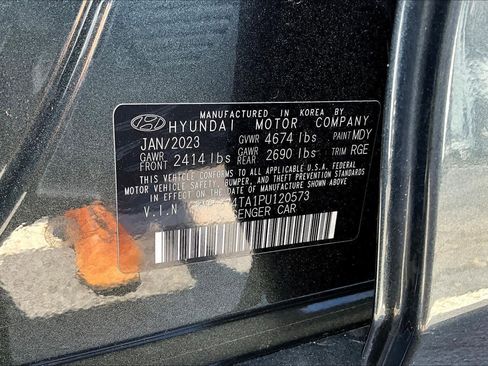 MANUFACTURED IN KOREA BY
HYUNDAI MOTOR COMPANY
JAN/2023 GVWR 4674 lbs PAINT MDY
GAWR FRONT 2414 lbs GAWR REAR 2690 lbs TRIM RGE
THIS VEHICLE CONFORMS TO ALL APPLICABLE U.S.A. FEDERAL
MOTOR VEHICLE SAFETY, BUMPER, AND THEFT PREVENTION
STANDARDS IN EFFECT ON THE DATE OF
MANUFACTURE SHOWN ABOVE.
V.I.N 4TA1PU120573
ENGER CAR